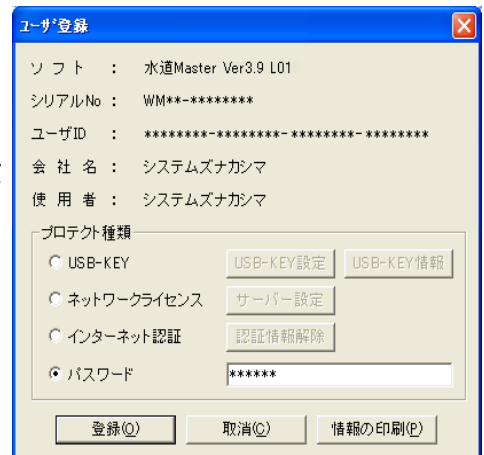 ユーザ登録
ソフト : 水道Master Ver3.9 L01
シリアルNo : WM**-********
ユーザID : ********-********-********-********
会社名 : システムズナカシマ
使用者 : システムズナカシマ
プロテクト種類
USB-KEY USB-KEY設定 USB-KEY情報
ネットワークライセンス サーバー設定
インターネット認証 認証情報解除
パスワード ******
登録(O) 取消(C) 情報の印刷(P)